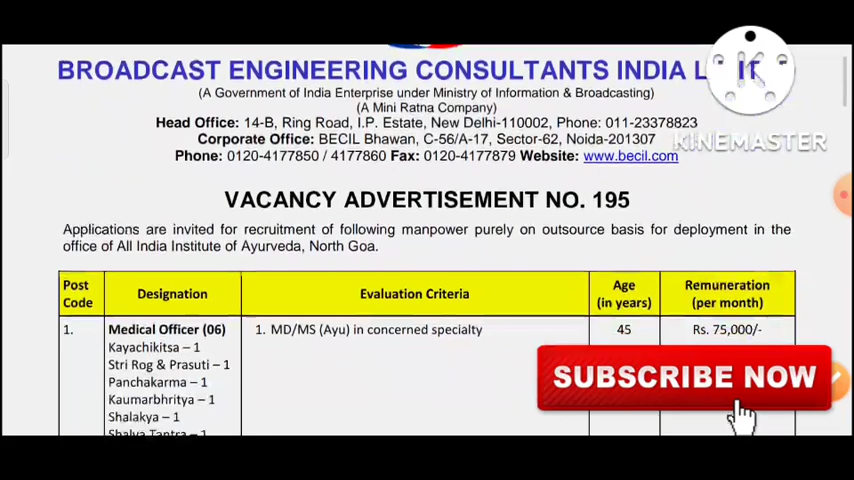 BROADCAST ENGINEERING CONSULTANTS INDIA
(A Government of India Enterprise under Ministry of Information & Broadcasting)
(A Mini Ratna Company)
Head Office: 14-B, Ring Road, I.P. Estate, New Delhi-110002, Phone: 011-23378823
Corporate Office: BECIL Bhawan, C-56/A-17, Sector-62, Noida-201307
Phone: 0120-4177850 / 4177860 Fax: 0120-4177879 Website: www.becil.com
K
KINEMASTER
VACANCY ADVERTISEMENT NO. 195
Applications are invited for recruitment of following manpower purely on outsource basis for deployment in the
office of All India Institute of Ayurveda, North Goa.
Post Code Designation Evaluation Criteria Age (in years) Remuneration (per month)
1. Medical Officer (06) 1. MD/MS (Ayu) in concerned specialty 45 Rs. 75,000/-
Kayachikitsa – 1
Stri Rog & Prasuti – 1
Panchakarma – 1
Kaumarbhritya – 1
Shalakya – 1
Shalya Tantra – 1
SUBSCRIBE NOW